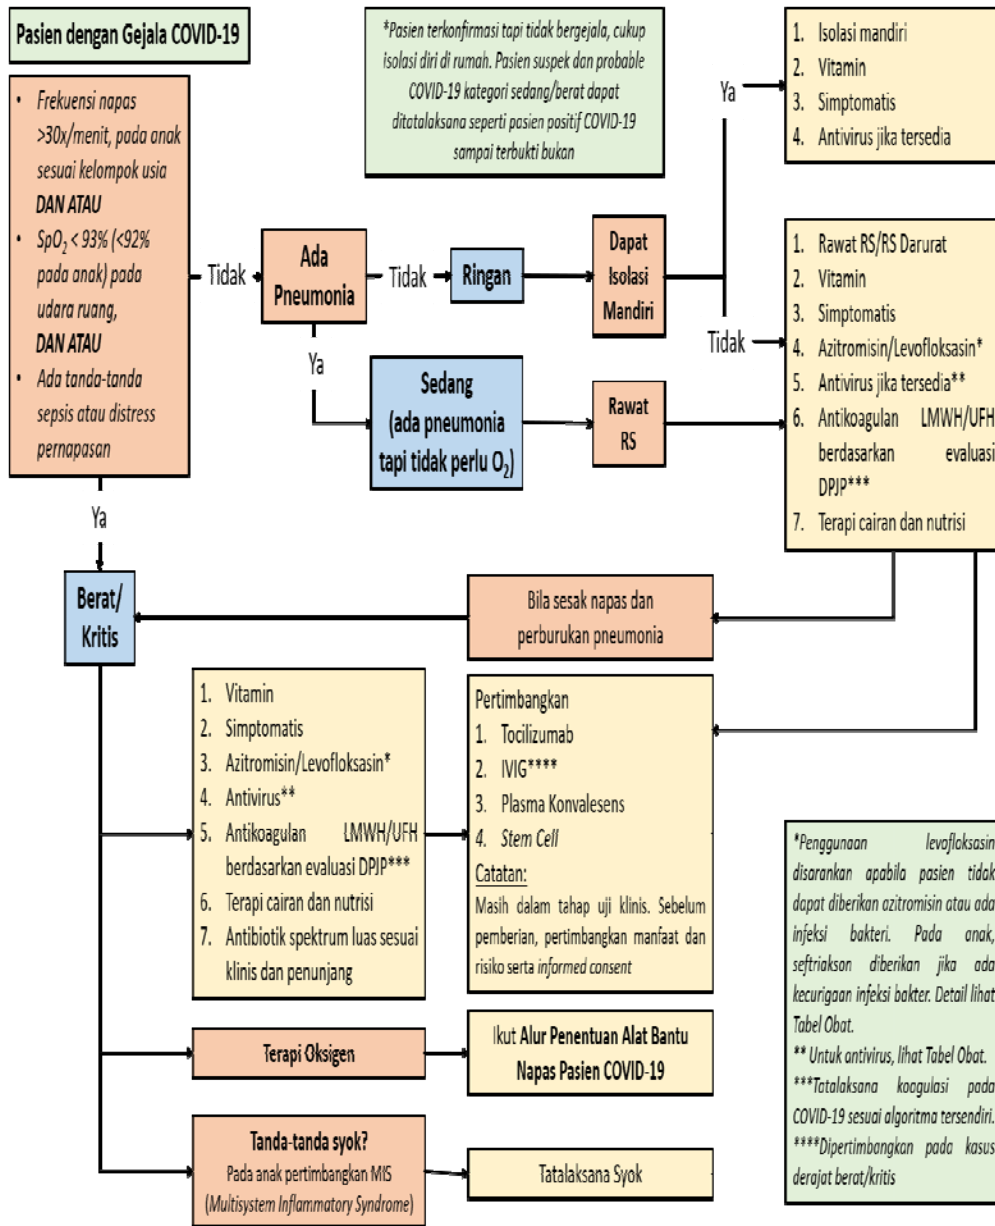 Pasien dengan Gejala COVID-19
*Pasien terkonfirmasi tapi tidak bergejala, cukup
isolasi diri di rumah. Pasien suspek dan probable
COVID-19 kategori sedang/berat dapat
ditatalaksana seperti pasien positif COVID-19
sampai terbukti bukan
1. Isolasi mandiri
2. Vitamin
3. Simptomatis
4. Antivirus jika tersedia
• Frekuensi napas
>30x/menit, pada anak
sesuai kelompok usia
DAN ATAU
• SpO₂ < 93% (<92%
pada anak) pada
udara ruang,
DAN ATAU
• Ada tanda-tanda
sepsis atau distress
pernapasan
Tidak
Ada
Pneumonia
Tidak
Ringan
Dapat
Isolasi
Mandiri
Ya
Tidak
Ya
Sedang
(ada pneumonia
tapi tidak perlu O₂)
Rawat
RS
1. Rawat RS/RS Darurat
2. Vitamin
3. Simptomatis
4. Azitromisin/Levofloksasin*
5. Antivirus jika tersedia**
6. Antikoagulan LMWH/UFH
berdasarkan evaluasi
DPJP***
7. Terapi cairan dan nutrisi
Ya
Berat/
Kritis
Bila sesak napas dan
perburukan pneumonia
1. Vitamin
2. Simptomatis
3. Azitromisin/Levofloksasin*
4. Antivirus**
5. Antikoagulan LMWH/UFH
berdasarkan evaluasi DPJP***
6. Terapi cairan dan nutrisi
7. Antibiotik spektrum luas sesuai
klinis dan penunjang
Pertimbangkan
1. Tocilizumab
2. IVIG****
3. Plasma Konvalesens
4. Stem Cell
Catatan:
Masih dalam tahap uji klinis. Sebelum
pemberian, pertimbangkan manfaat dan
risiko serta informed consent
Terapi Oksigen
Ikut Alur Penentuan Alat Bantu
Napas Pasien COVID-19
Tanda-tanda syok?
Pada anak pertimbangkan MIS
(Multisystem Inflammatory Syndrome)
Tatalaksana Syok
*Penggunaan levofloksasin
disarankan apabila pasien tidak
dapat diberikan azitromisin atau ada
infeksi bakteri. Pada anak,
seftriakson diberikan jika ada
kecurigaan infeksi bakter. Detail lihat
Tabel Obat.
** Untuk antivirus, lihat Tabel Obat.
***Tatalaksana koagulasi pada
COVID-19 sesuai algoritma tersendiri.
****Dipertimbangkan pada kasus
derajat berat/kritis